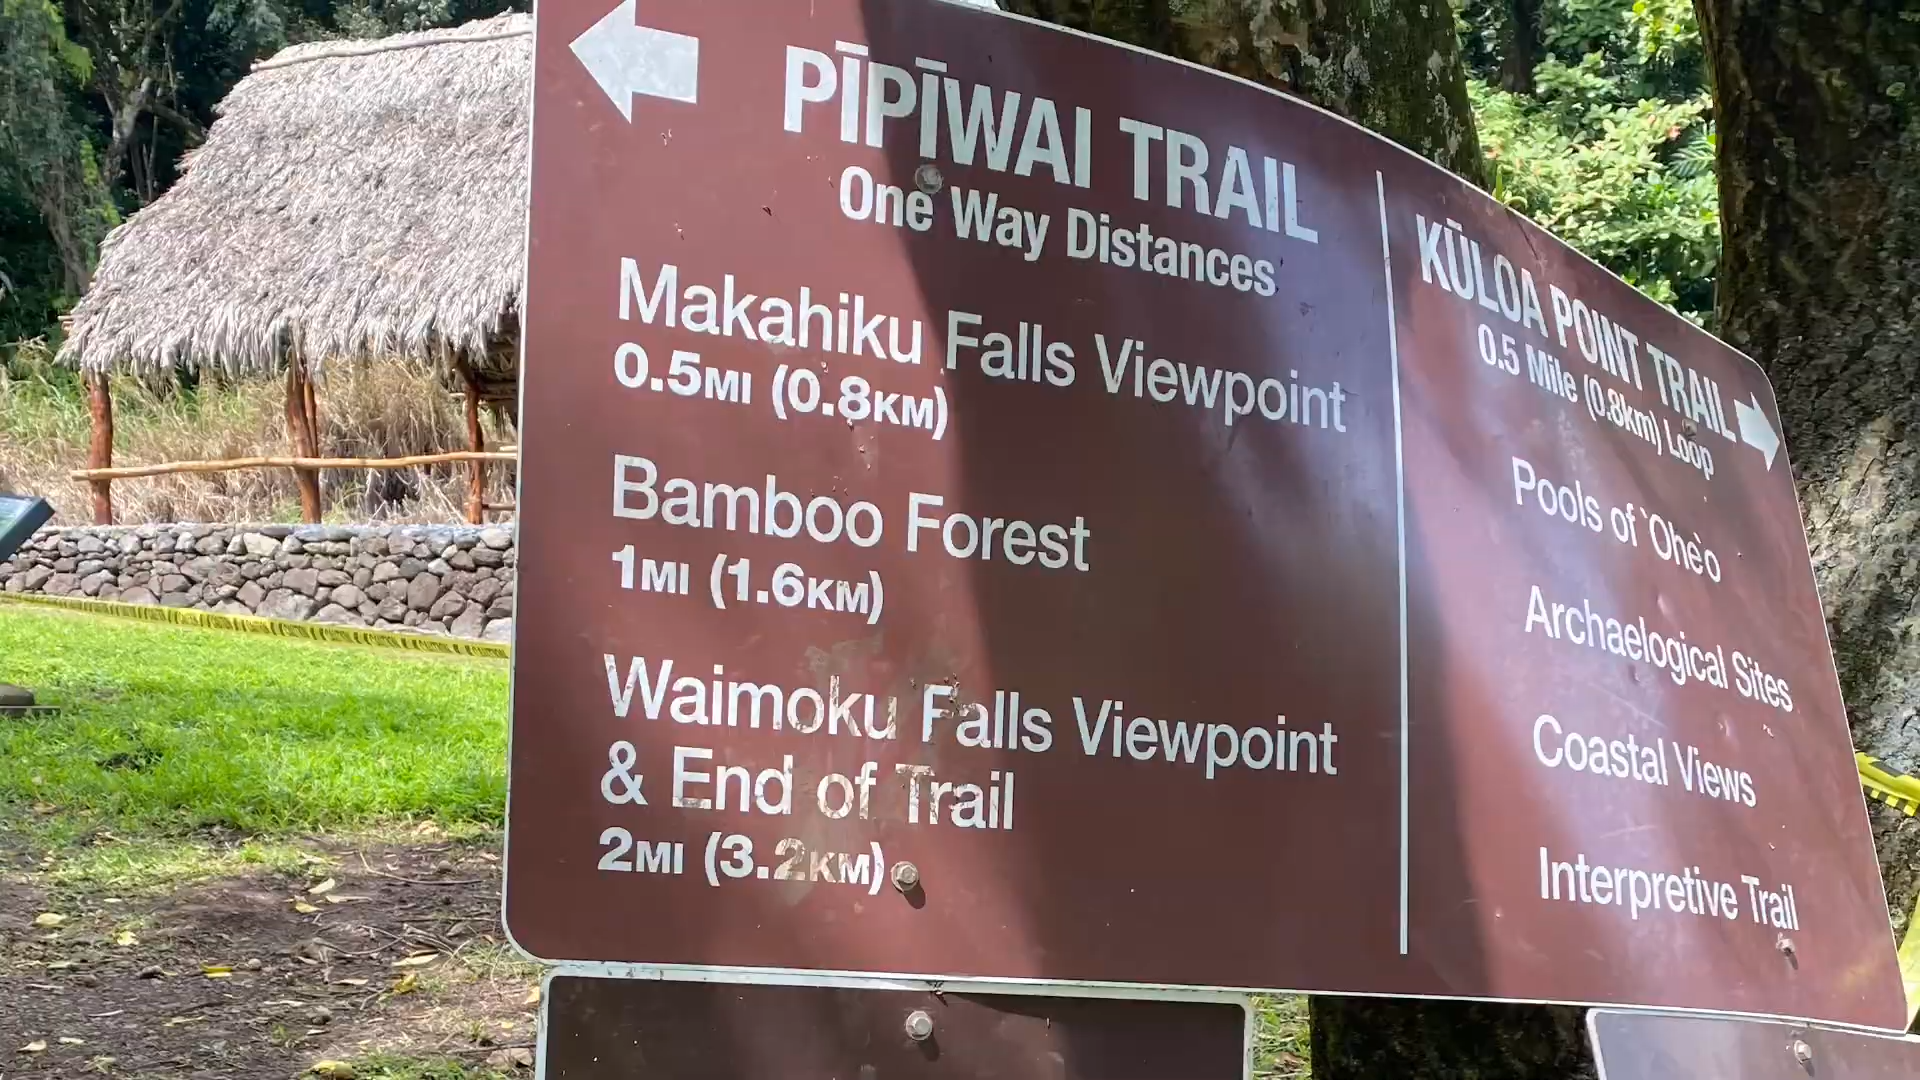 PĪPĪWAI TRAIL
One Way Distances
Makahiku Falls Viewpoint
0.5MI (0.8KM)
Bamboo Forest
1MI (1.6KM)
Waimoku Falls Viewpoint
& End of Trail
2MI (3.2KM)
KŪLOA POINT TRAIL
0.5 Mile (0.8km) Loop
Pools of `Ohe`o
Archaelogical Sites
Coastal Views
Interpretive Trail